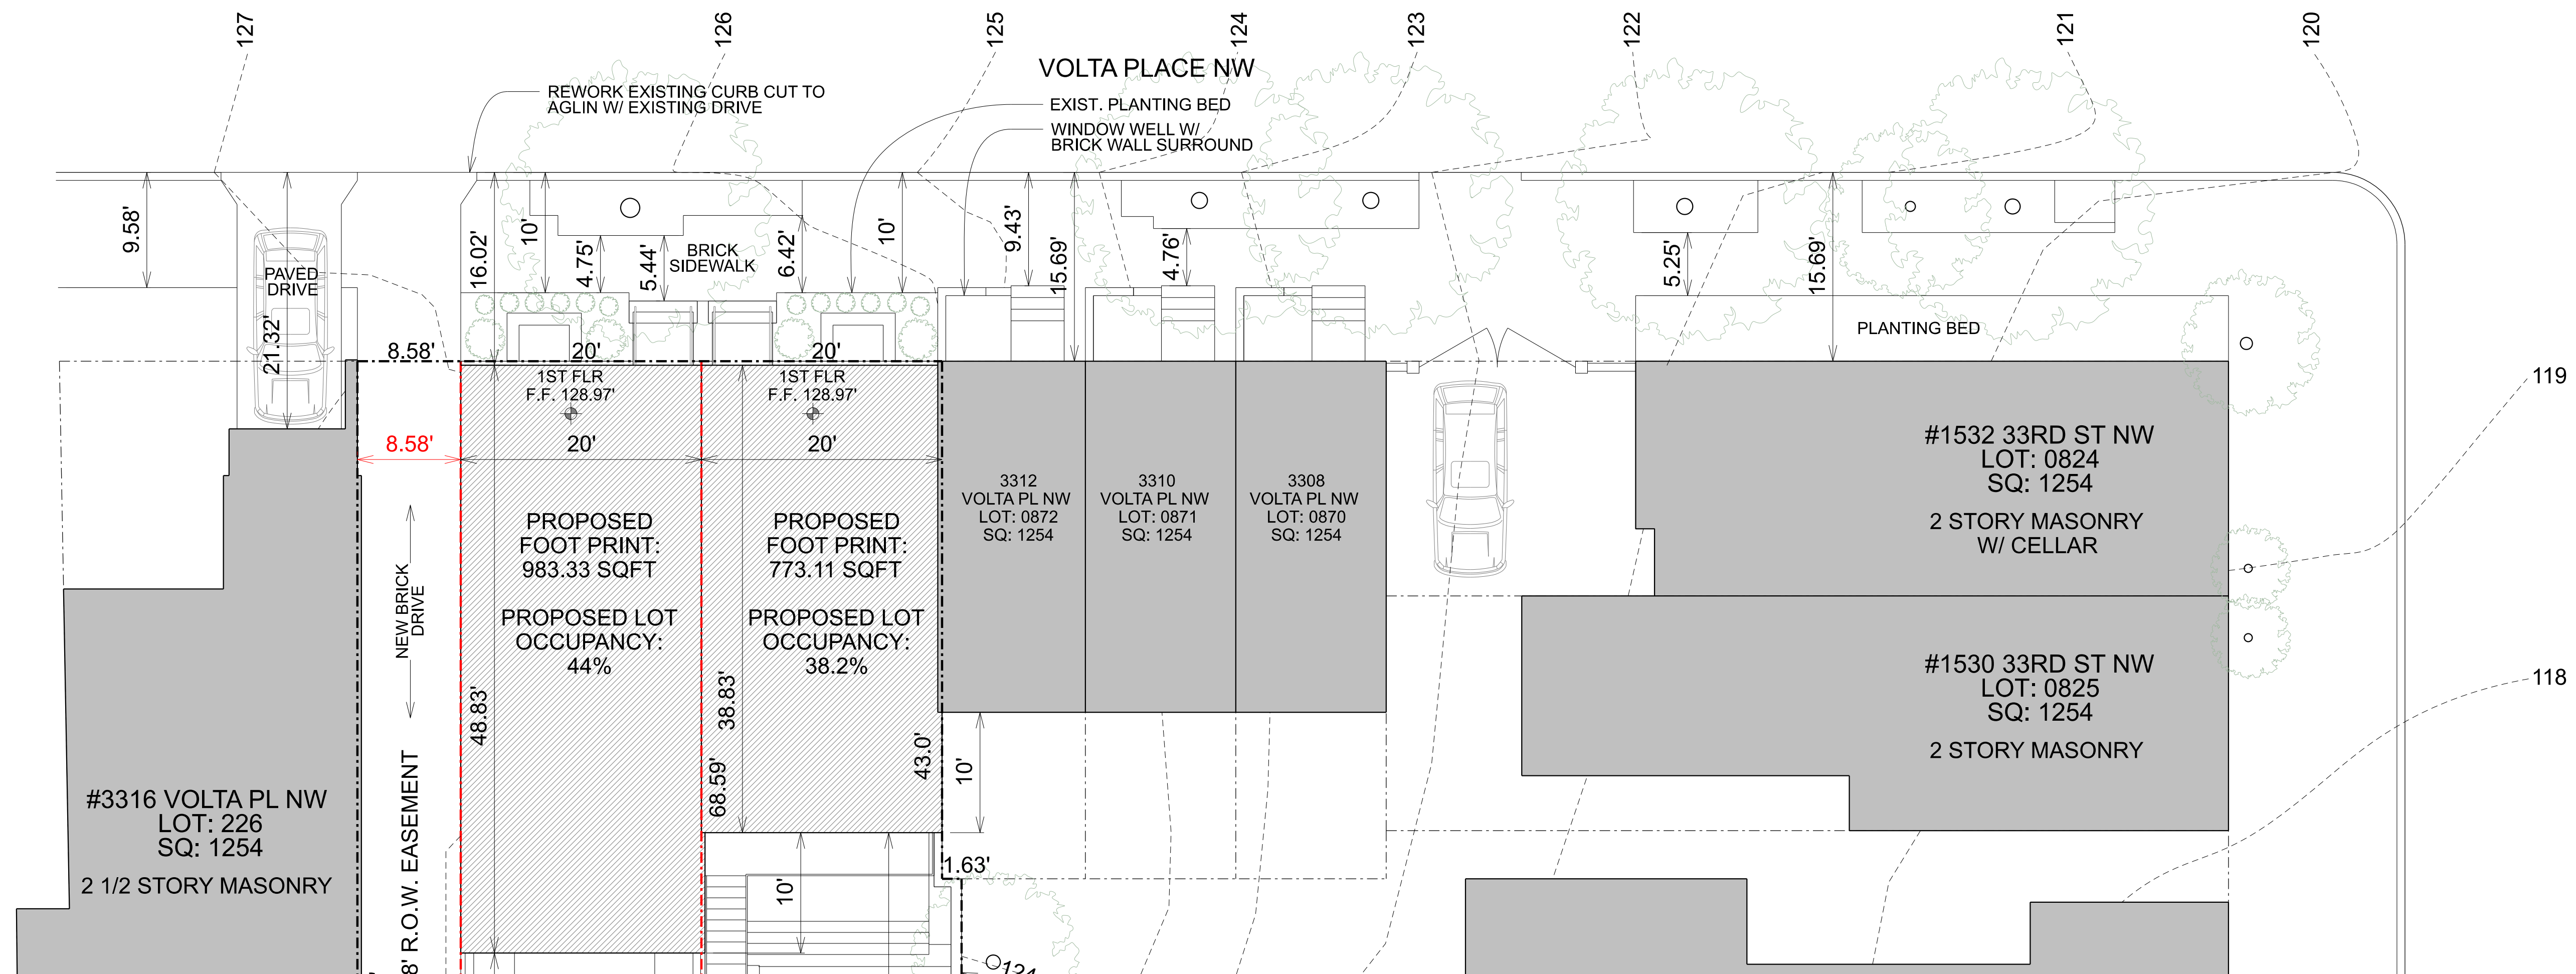 127
126
125
124
123
122
121
120
VOLTA PLACE NW
REWORK EXISTING CURB CUT TO
AGLIN W/ EXISTING DRIVE
EXIST. PLANTING BED
WINDOW WELL W/
BRICK WALL SURROUND
9.58'
PAVED
DRIVE
21.32'
16.02'
10'
4.75'
5.44'
BRICK
SIDEWALK
6.42'
10'
9.43'
15.69'
4.76'
5.25'
15.69'
PLANTING BED
119
118
8.58'
20'
20'
1ST FLR
F.F. 128.97'
1ST FLR
F.F. 128.97'
8.58'
20'
20'
NEW BRICK
DRIVE
8' R.O.W. EASEMENT
PROPOSED
FOOT PRINT:
983.33 SQFT
PROPOSED LOT
OCCUPANCY:
44%
PROPOSED
FOOT PRINT:
773.11 SQFT
PROPOSED LOT
OCCUPANCY:
38.2%
48.83'
38.83'
68.59'
43.0'
10'
1.63'
10'
3312
VOLTA PL NW
LOT: 0872
SQ: 1254
3310
VOLTA PL NW
LOT: 0871
SQ: 1254
3308
VOLTA PL NW
LOT: 0870
SQ: 1254
#1532 33RD ST NW
LOT: 0824
SQ: 1254
2 STORY MASONRY
W/ CELLAR
#1530 33RD ST NW
LOT: 0825
SQ: 1254
2 STORY MASONRY
#3316 VOLTA PL NW
LOT: 226
SQ: 1254
2 1/2 STORY MASONRY
124